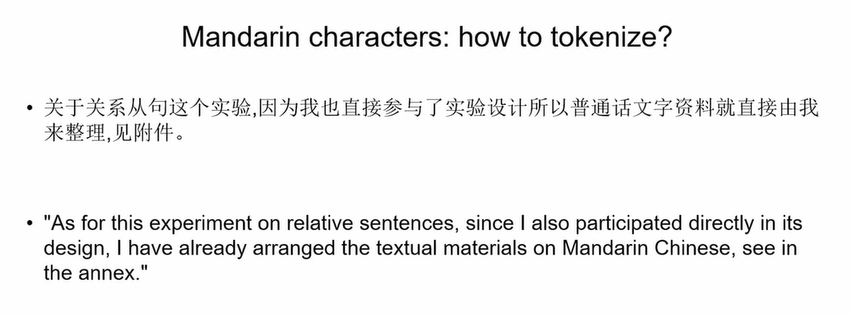 Mandarin characters: how to tokenize?
• 关于关系从句这个实验,因为我也直接参与了实验设计所以普通话文字资料就直接由我
来整理,见附件。
• "As for this experiment on relative sentences, since I also participated directly in its
design, I have already arranged the textual materials on Mandarin Chinese, see in
the annex."